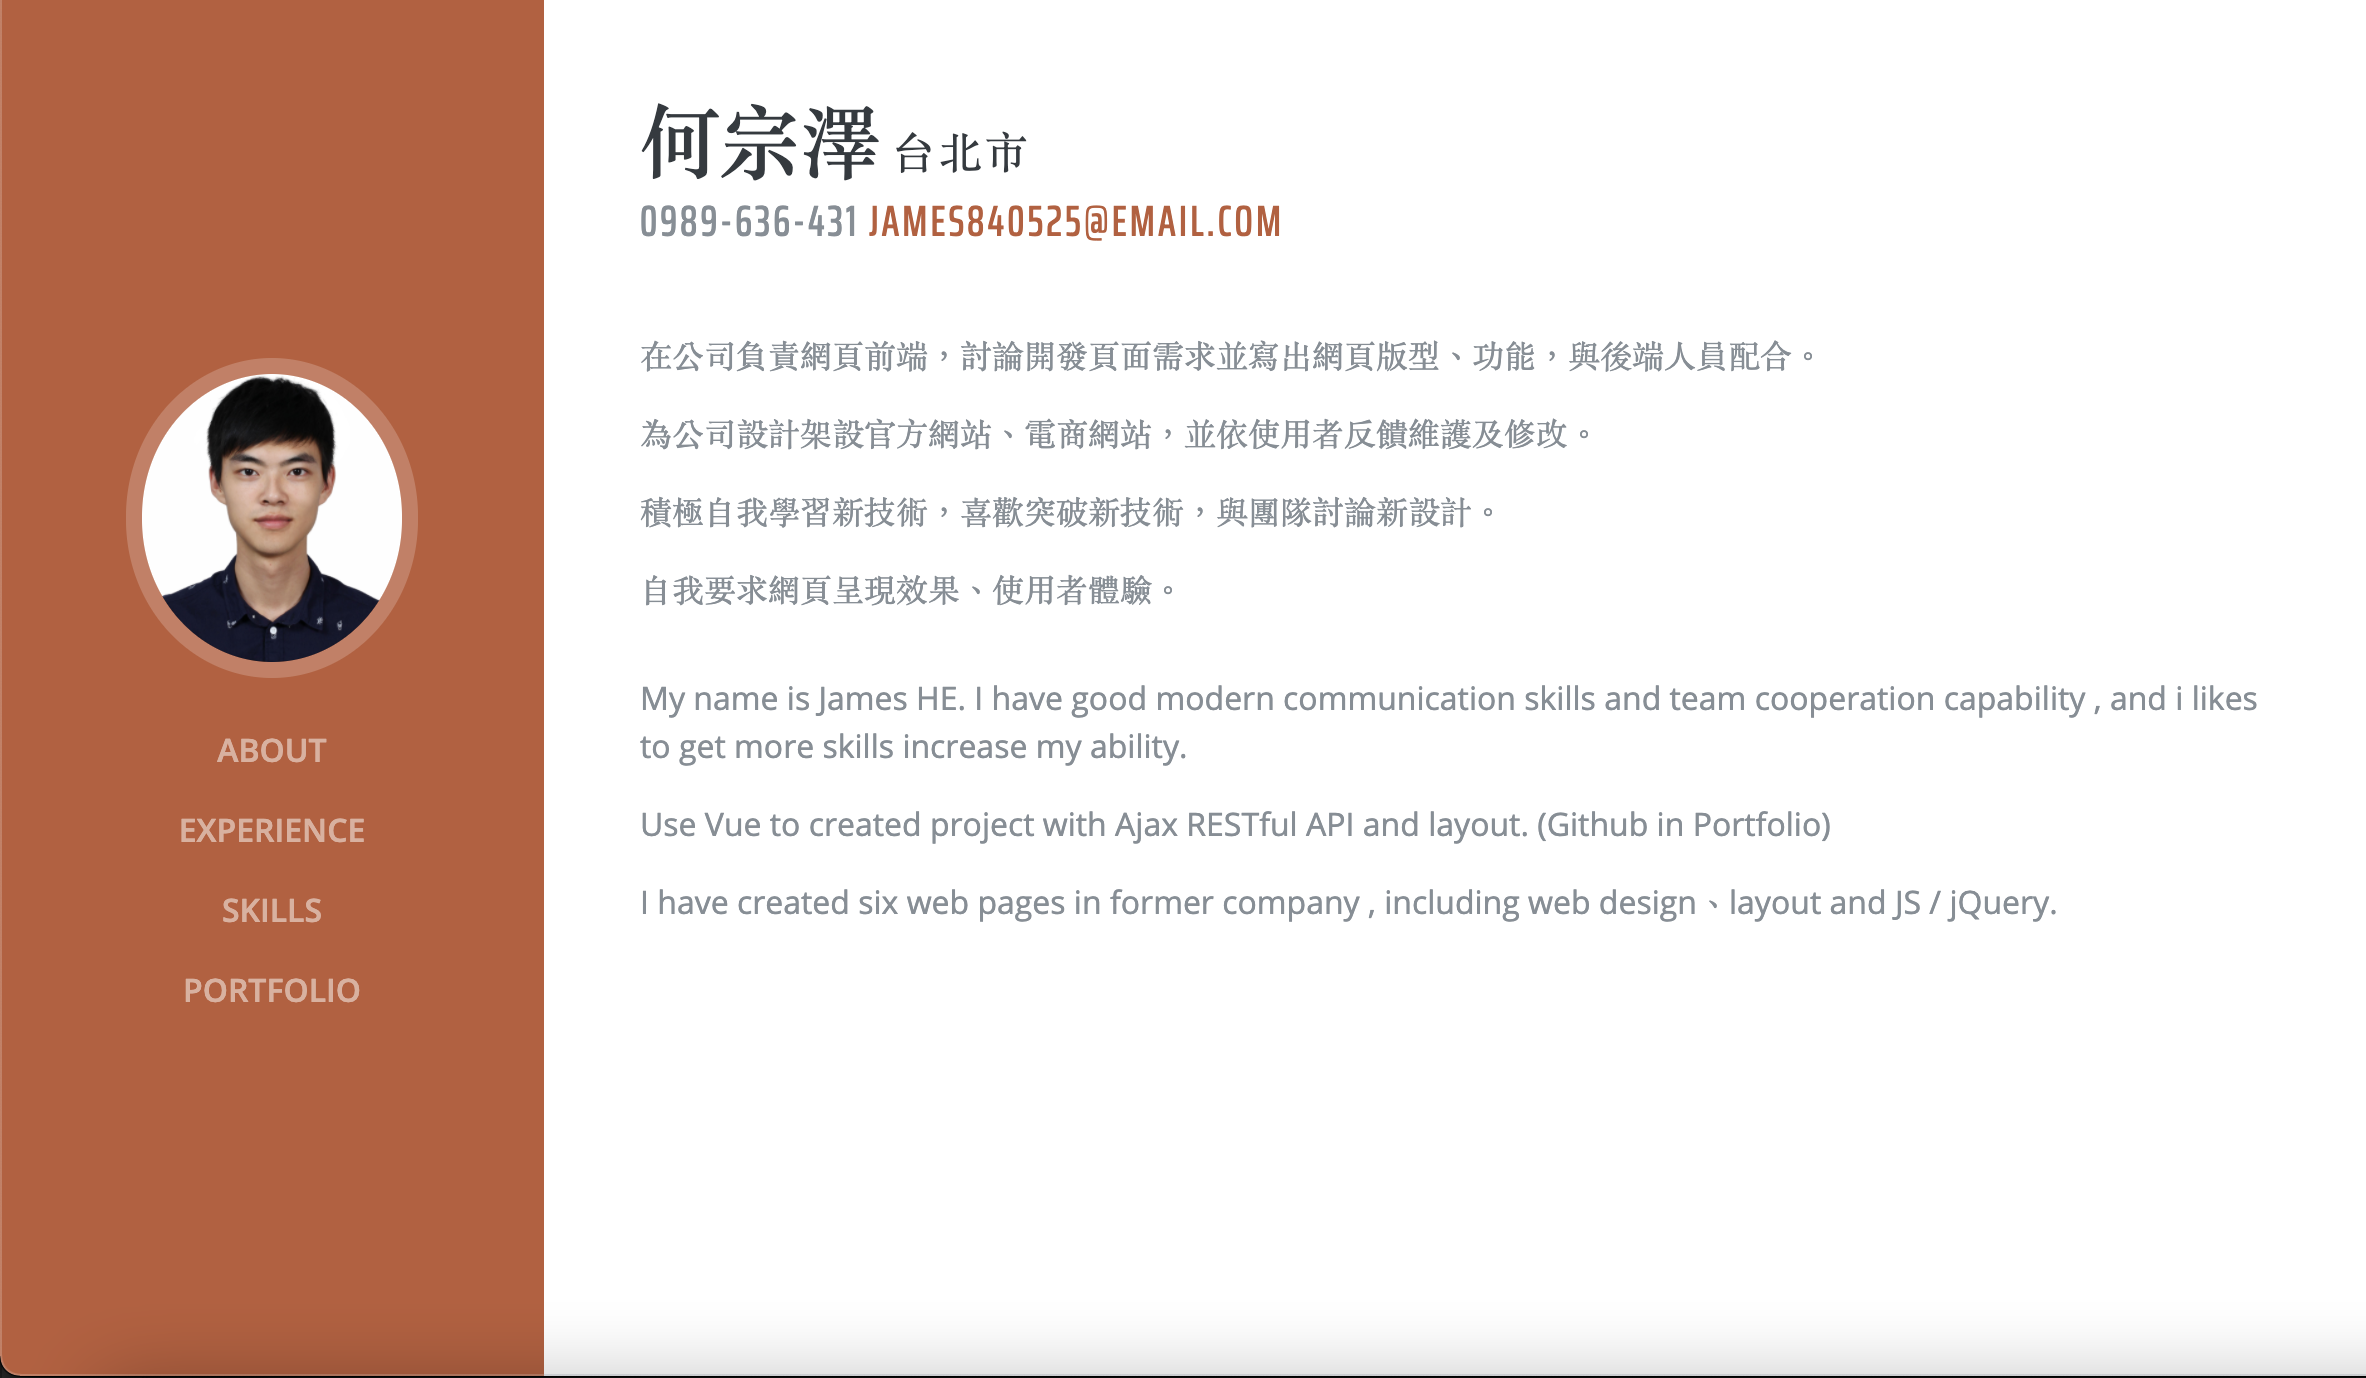 何宗澤 台北市
0989-636-431 JAMES840525@EMAIL.COM
在公司負責網頁前端，討論開發頁面需求並寫出網頁版型、功能，與後端人員配合。
為公司設計架設官方網站、電商網站，並依使用者反饋維護及修改。
積極自我學習新技術，喜歡突破新技術，與團隊討論新設計。
自我要求網頁呈現效果、使用者體驗。
My name is James HE. I have good modern communication skills and team cooperation capability , and i likes
to get more skills increase my ability.
Use Vue to created project with Ajax RESTful API and layout. (Github in Portfolio)
I have created six web pages in former company , including web design、layout and JS / jQuery.
ABOUT
EXPERIENCE
SKILLS
PORTFOLIO